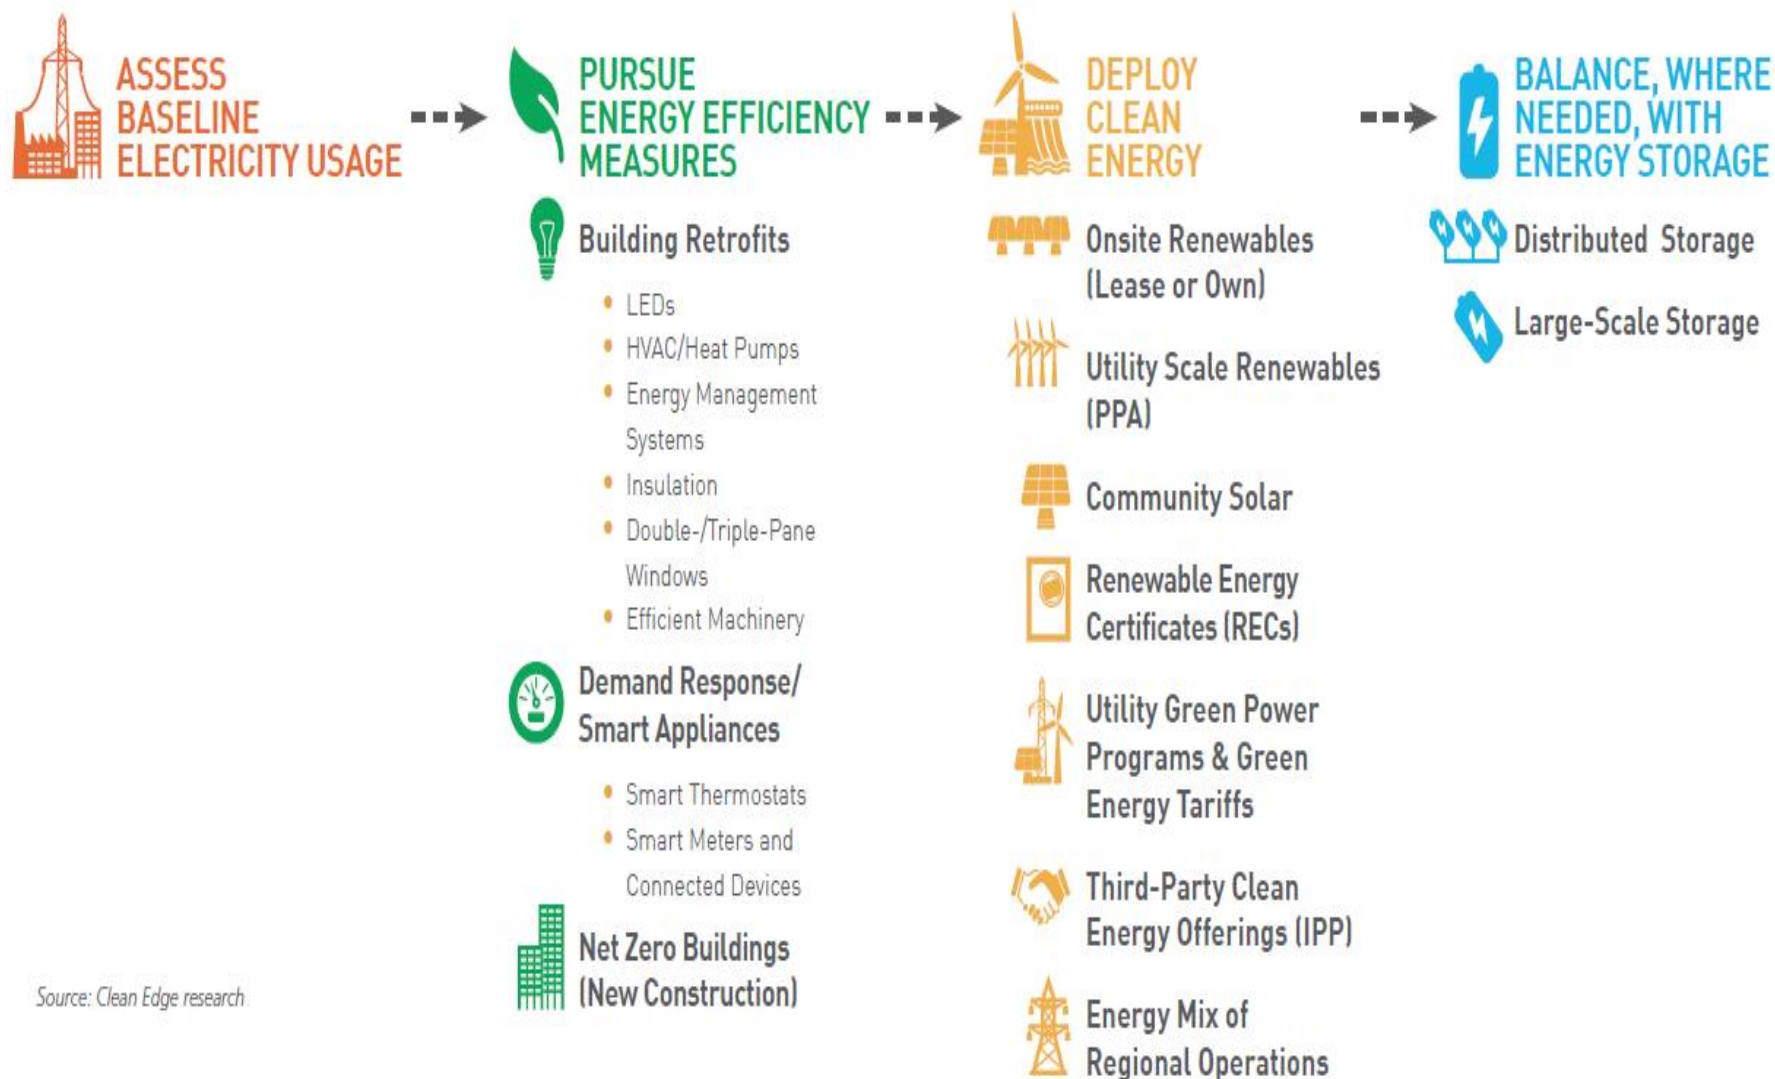 ASSESS
BASELINE
ELECTRICITY USAGE
PURSUE
ENERGY EFFICIENCY
MEASURES
Building Retrofits
• LEDs
• HVAC/Heat Pumps
• Energy Management
Systems
• Insulation
• Double-/Triple-Pane
Windows
• Efficient Machinery
Demand Response/
Smart Appliances
• Smart Thermostats
• Smart Meters and
Connected Devices
Net Zero Buildings
(New Construction)
DEPLOY
CLEAN
ENERGY
Onsite Renewables
(Lease or Own)
Utility Scale Renewables
(PPA)
Community Solar
Renewable Energy
Certificates (RECs)
Utility Green Power
Programs & Green
Energy Tariffs
Third-Party Clean
Energy Offerings (IPP)
Energy Mix of
Regional Operations
BALANCE, WHERE
NEEDED, WITH
ENERGY STORAGE
Distributed Storage
Large-Scale Storage
Source: Clean Edge research